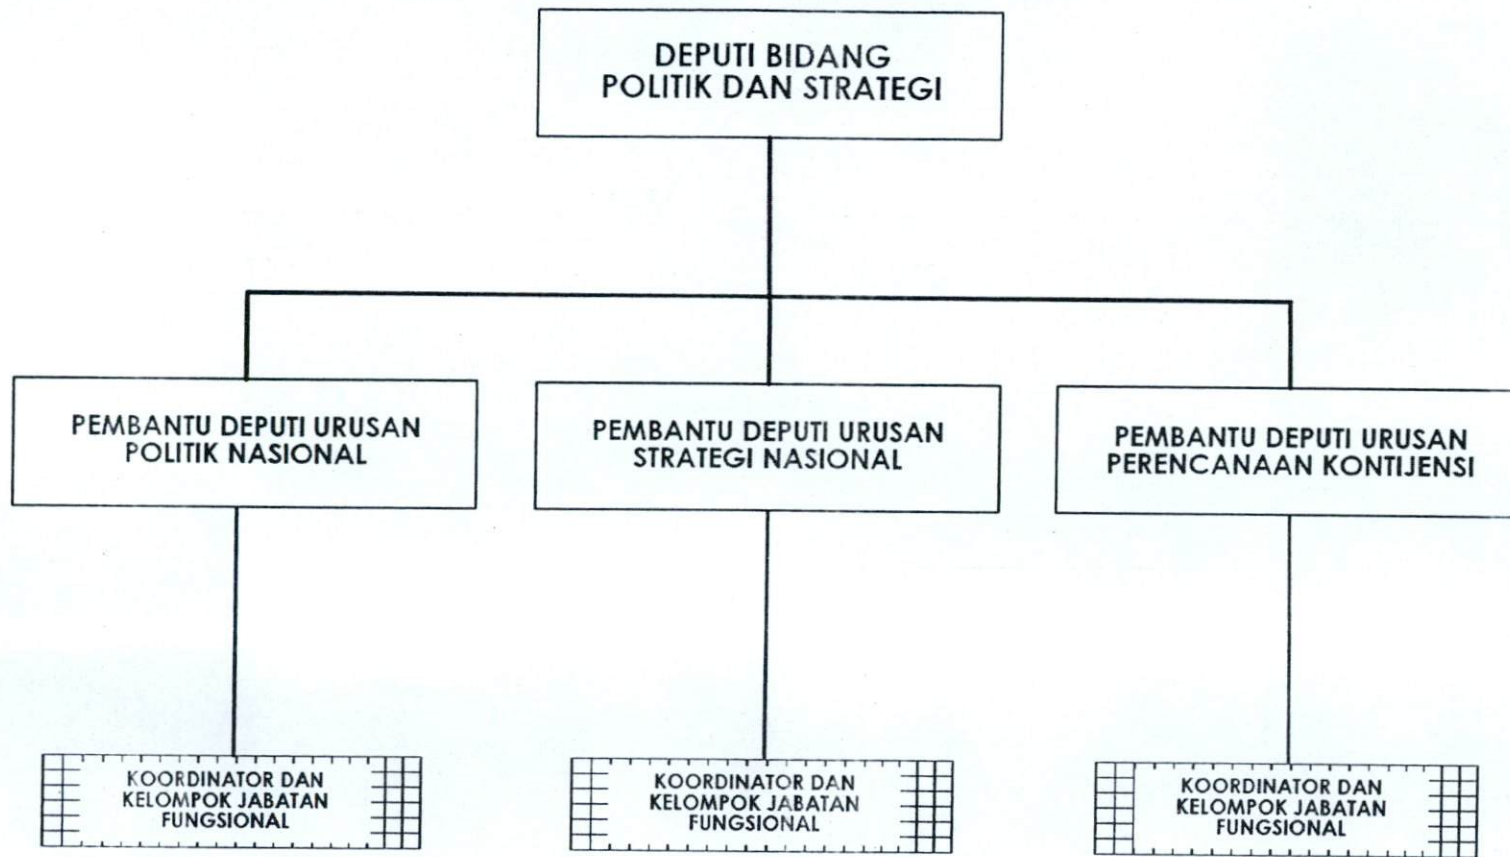 DEPUTI BIDANG
POLITIK DAN STRATEGI
PEMBANTU DEPUTI URUSAN
POLITIK NASIONAL
PEMBANTU DEPUTI URUSAN
STRATEGI NASIONAL
PEMBANTU DEPUTI URUSAN
PERENCANAAN KONTIJENSI
KOORDINATOR DAN
KELOMPOK JABATAN
FUNGSIONAL
KOORDINATOR DAN
KELOMPOK JABATAN
FUNGSIONAL
KOORDINATOR DAN
KELOMPOK JABATAN
FUNGSIONAL